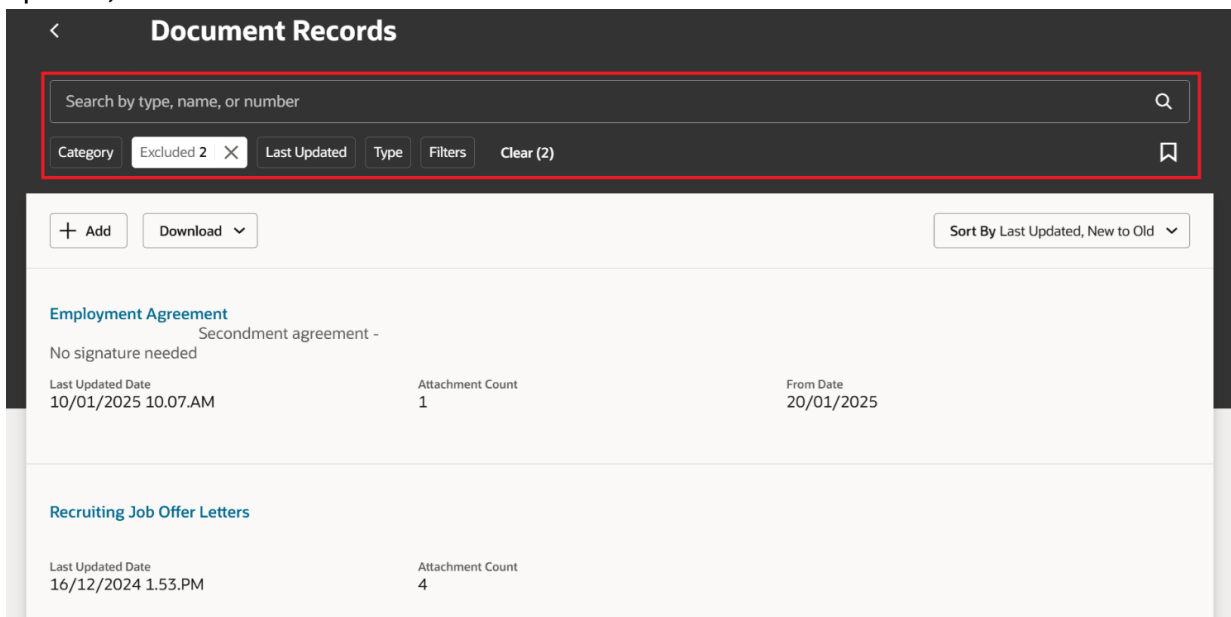 Document Records
Search by type, name, or number
Category Excluded 2 Last Updated Type Filters Clear (2)
Add Download Sort By Last Updated, New to Old
Employment Agreement
Secondment agreement -
No signature needed
Last Updated Date Attachment Count From Date
10/01/2025 10.07.AM 1 20/01/2025
Recruiting Job Offer Letters
Last Updated Date Attachment Count
16/12/2024 1.53.PM 4